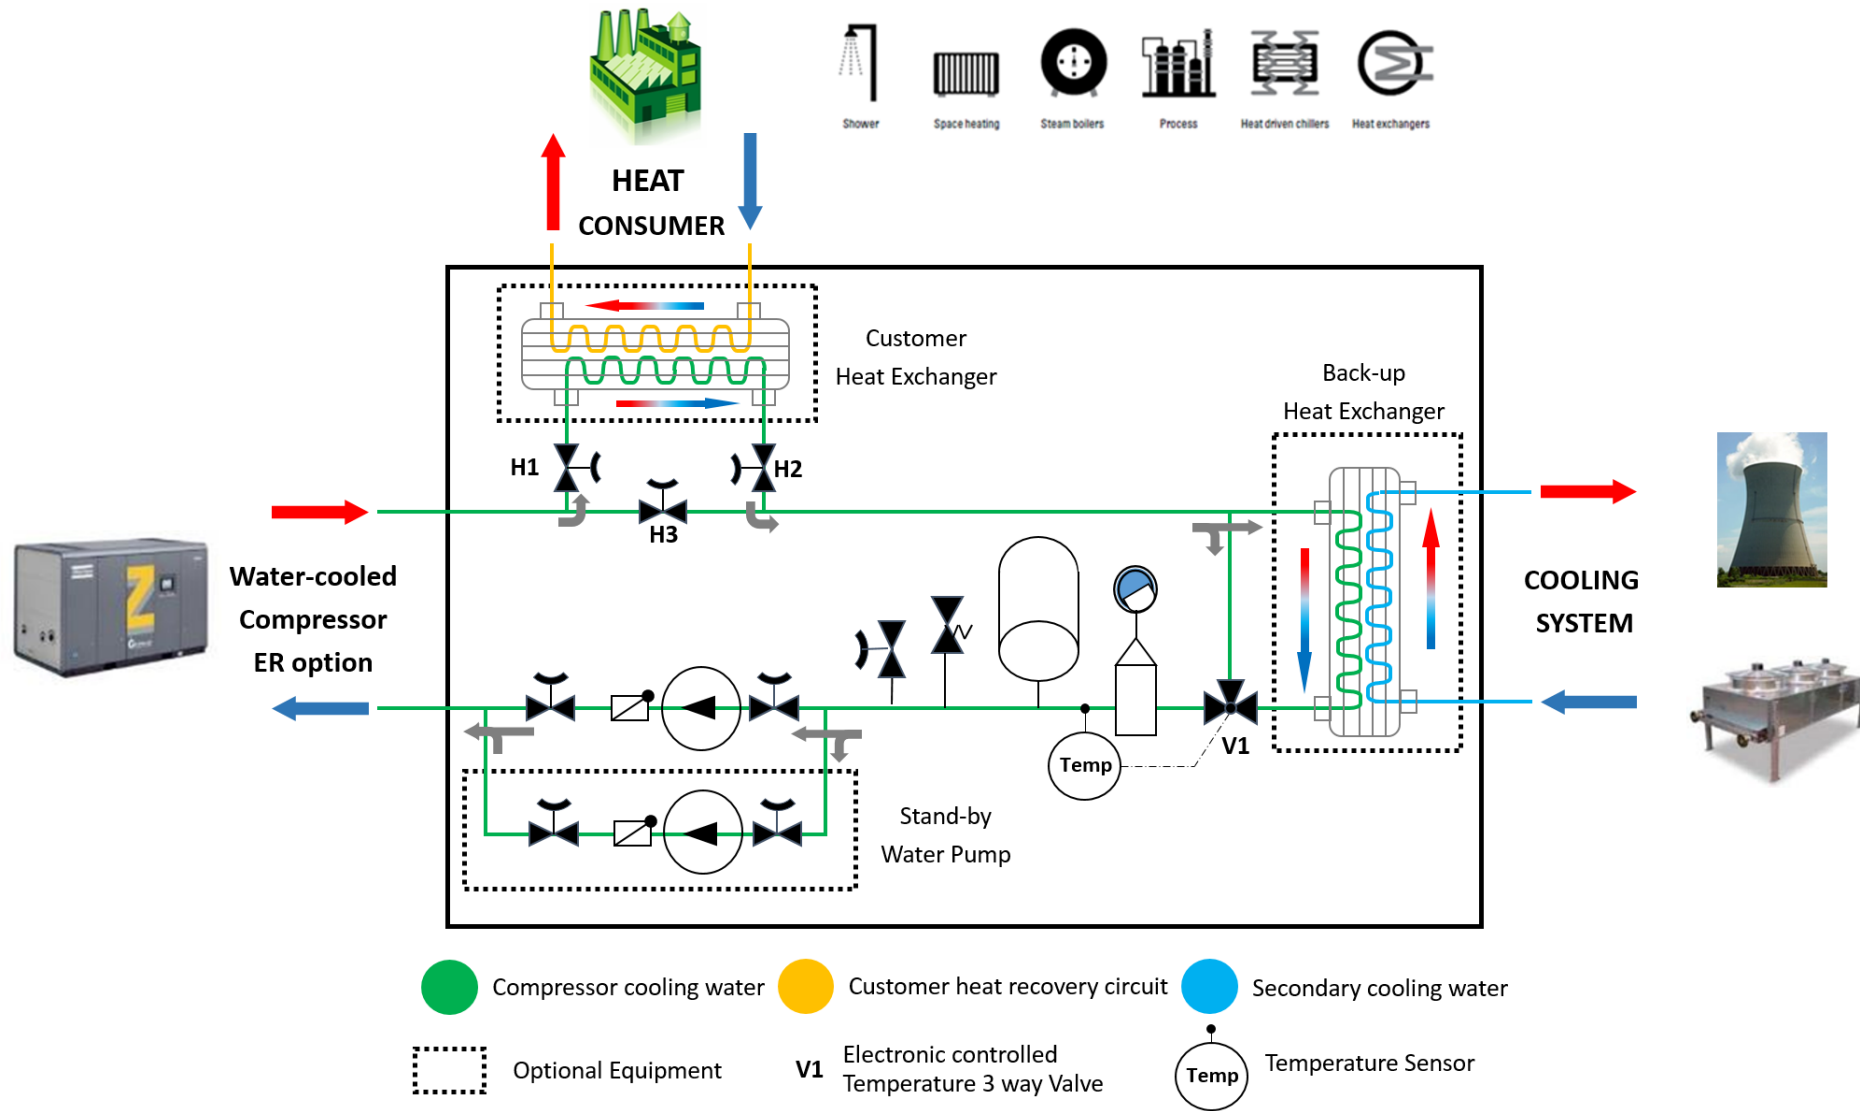 Shower
Space heating
Steam boilers
Process
Heat driven chillers
Heat exchangers
HEAT
CONSUMER
Customer
Heat Exchanger
Back-up
Heat Exchanger
H1
H2
H3
Water-cooled
Compressor
ER option
Z
COOLING
SYSTEM
Temp
V1
Stand-by
Water Pump
Compressor cooling water
Customer heat recovery circuit
Secondary cooling water
Optional Equipment
V1
Electronic controlled
Temperature 3 way Valve
Temp
Temperature Sensor